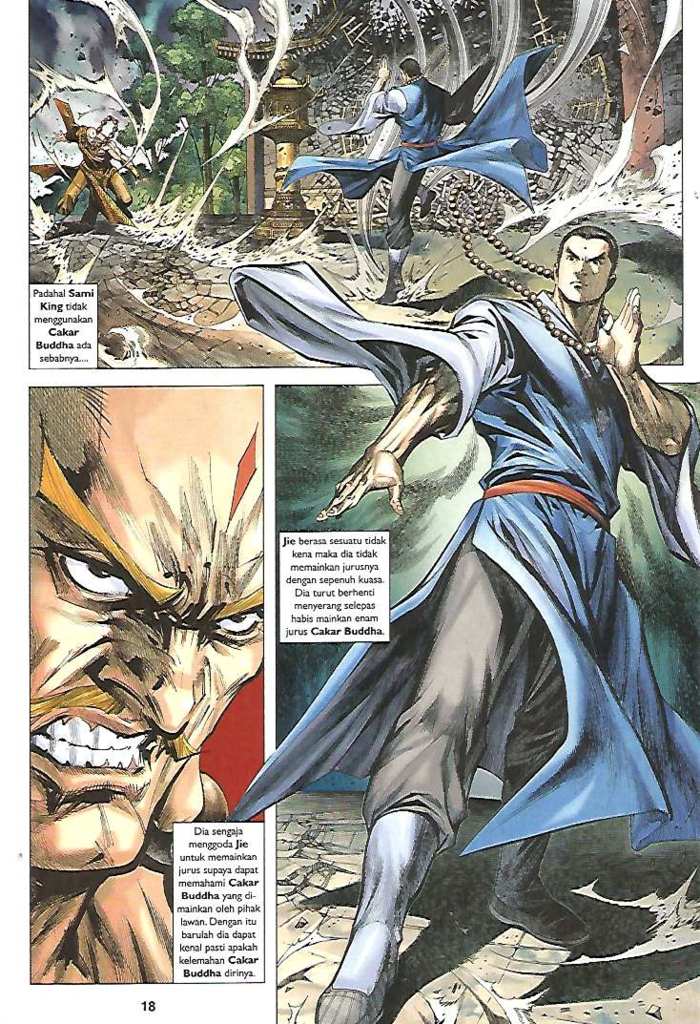 Padahal Sami
King tidak
menggunakan
Cakar
Buddha ada
sebabnya....
Jie berasa sesuatu tidak
kena maka dia tidak
memainkan jurusnya
dengan sepenuh kuasa.
Dia turut berhenti
menyerang selepas
habis mainkan enam
jurus Cakar Buddha.
Dia sengaja
menggoda Jie
untuk memainkan
jurus supaya dapat
memahami Cakar
Buddha yang di-
mainkan oleh pihak
lawan. Dengan itu
barulah dia dapat
kenal pasti apakah
kelemahan Cakar
Buddha dirinya.
18